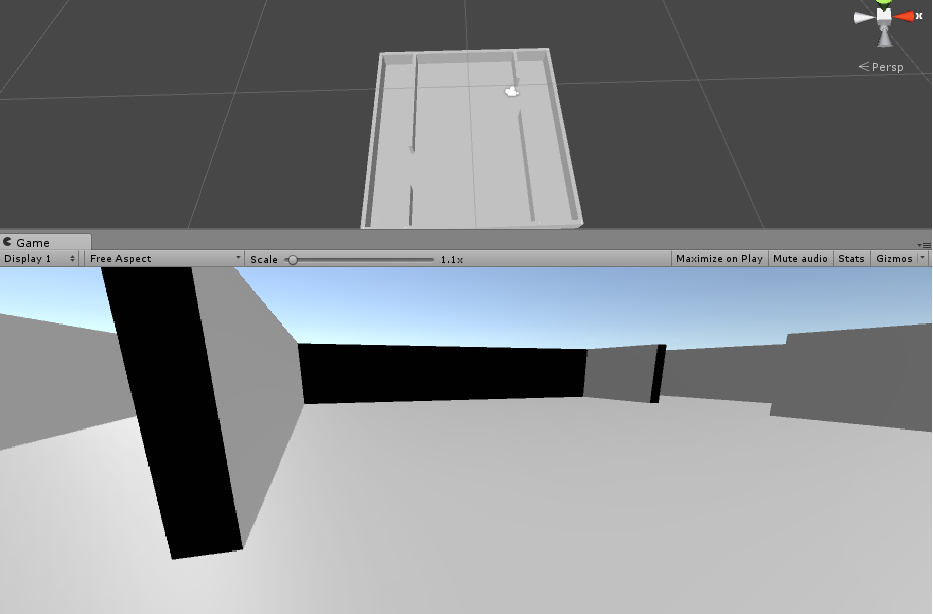 x
Persp
Game
Display 1 Free Aspect Scale 1.1x Maximize on Play Mute audio Stats Gizmos